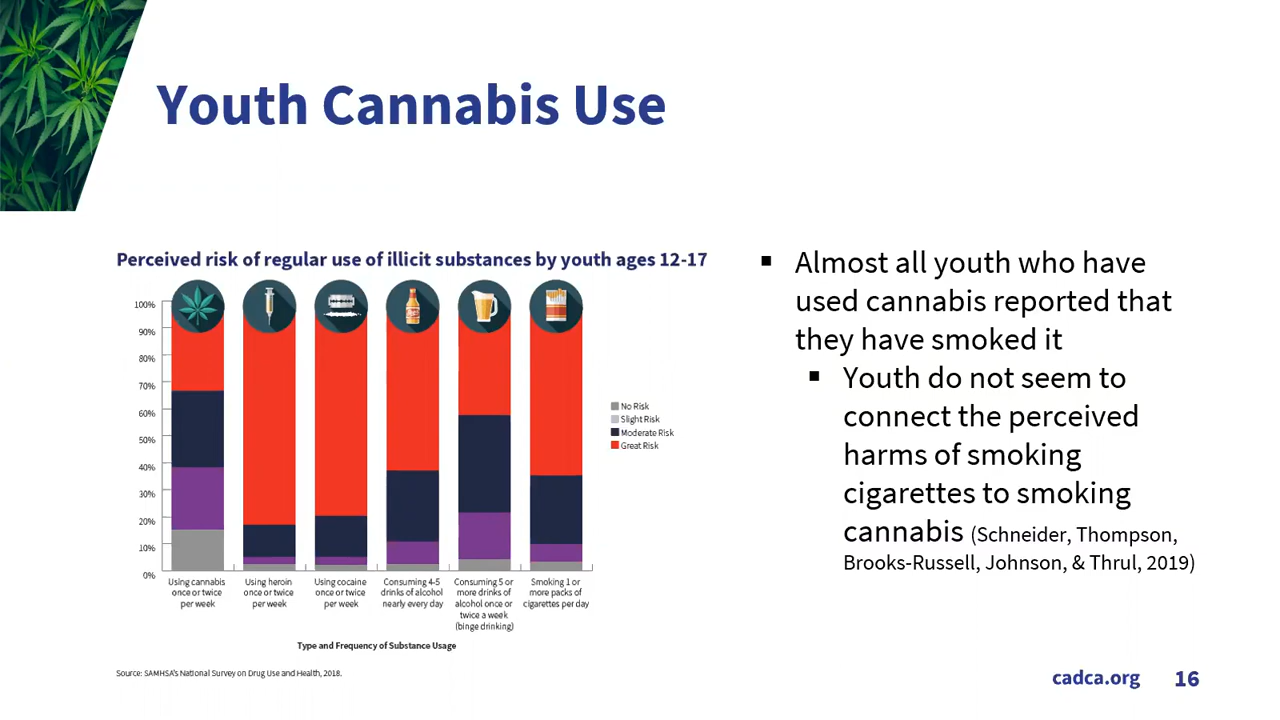 Youth Cannabis Use
Perceived risk of regular use of illicit substances by youth ages 12-17
100%
90%
80%
70%
60%
50%
40%
30%
20%
10%
0%
Using cannabis
once or twice
per week
Using heroin
once or twice
per week
Using cocaine
once or twice
per week
Consuming 4-5
drinks of alcohol
nearly every day
Consuming 5 or
more drinks of
alcohol once or
twice a week
(binge drinking)
Smoking 1 or
more packs of
cigarettes per day
Type and Frequency of Substance Usage
No Risk
Slight Risk
Moderate Risk
Great Risk
Source: SAMHSA's National Survey on Drug Use and Health, 2018.
▪ Almost all youth who have
used cannabis reported that
they have smoked it
▪ Youth do not seem to
connect the perceived
harms of smoking
cigarettes to smoking
cannabis (Schneider, Thompson,
Brooks-Russell, Johnson, & Thrul, 2019)
cadca.org 16